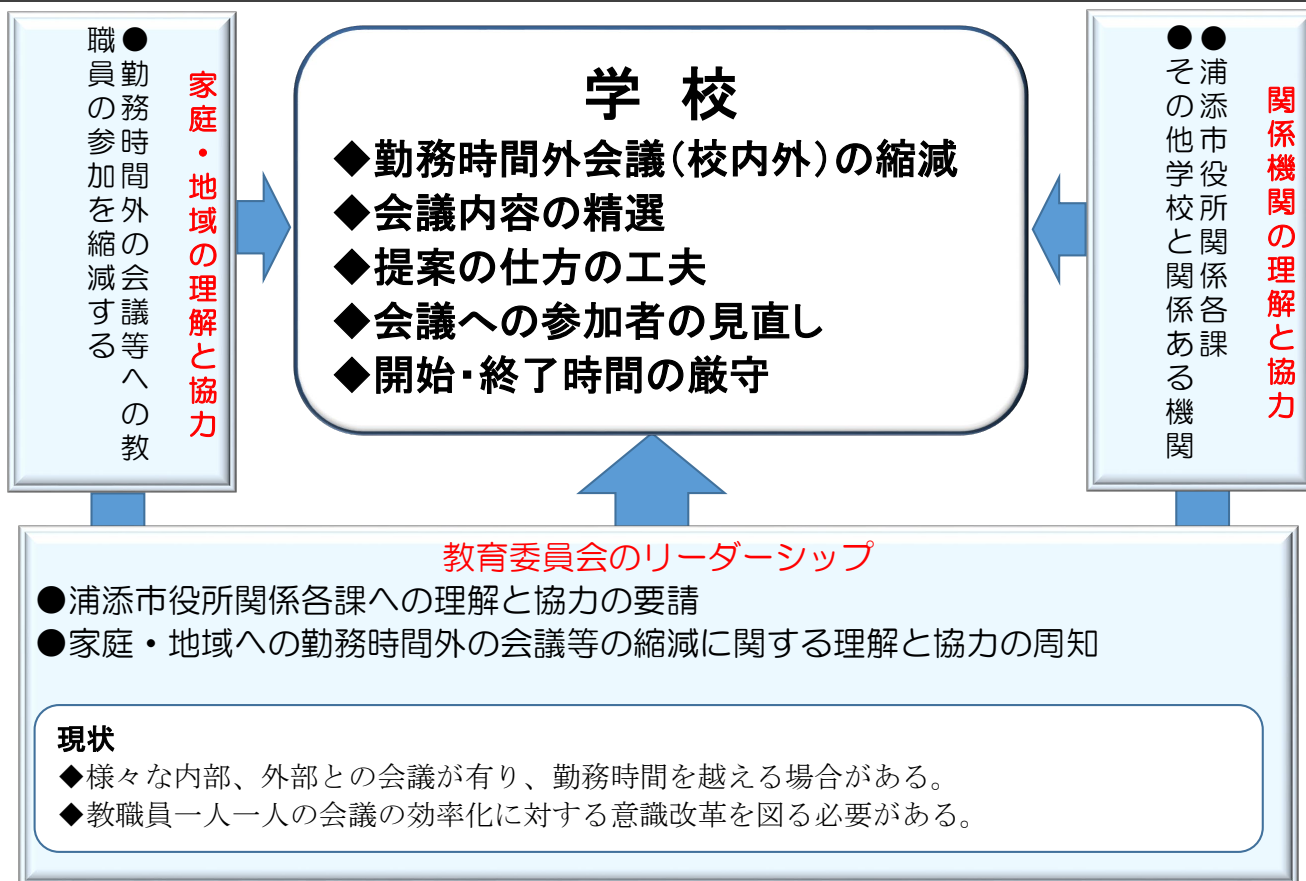 家庭・地域の理解と協力
●勤務時間外の会議等への教
職員の参加を縮減する
学 校
◆勤務時間外会議(校内外)の縮減
◆会議内容の精選
◆提案の仕方の工夫
◆会議への参加者の見直し
◆開始・終了時間の厳守
関係機関の理解と協力
●浦添市役所関係各課
●その他学校と関係ある機関
教育委員会のリーダーシップ
●浦添市役所関係各課への理解と協力の要請
●家庭・地域への勤務時間外の会議等の縮減に関する理解と協力の周知
現状
◆様々な内部、外部との会議が有り、勤務時間を越える場合がある。
◆教職員一人一人の会議の効率化に対する意識改革を図る必要がある。